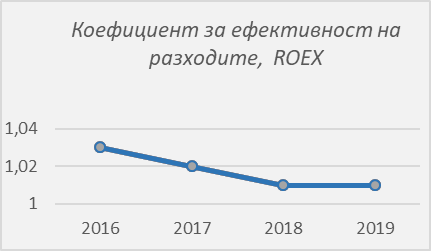 Коефициент за ефективност на
разходите, ROEX
1,04
1,02
1
2016 2017 2018 2019